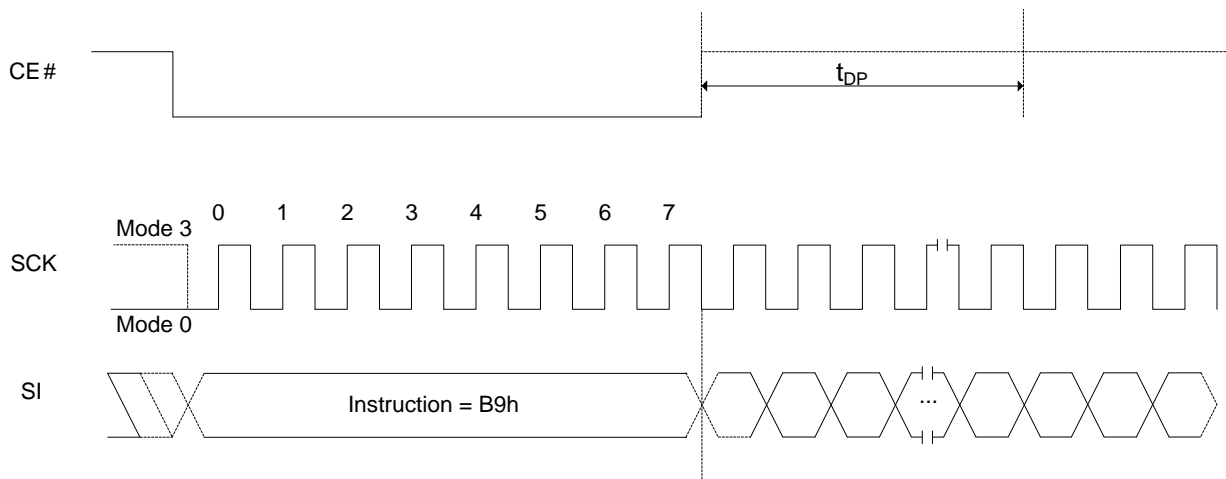 CE#
tDP
0 1 2 3 4 5 6 7
Mode 3
SCK
Mode 0
SI
Instruction = B9h
...